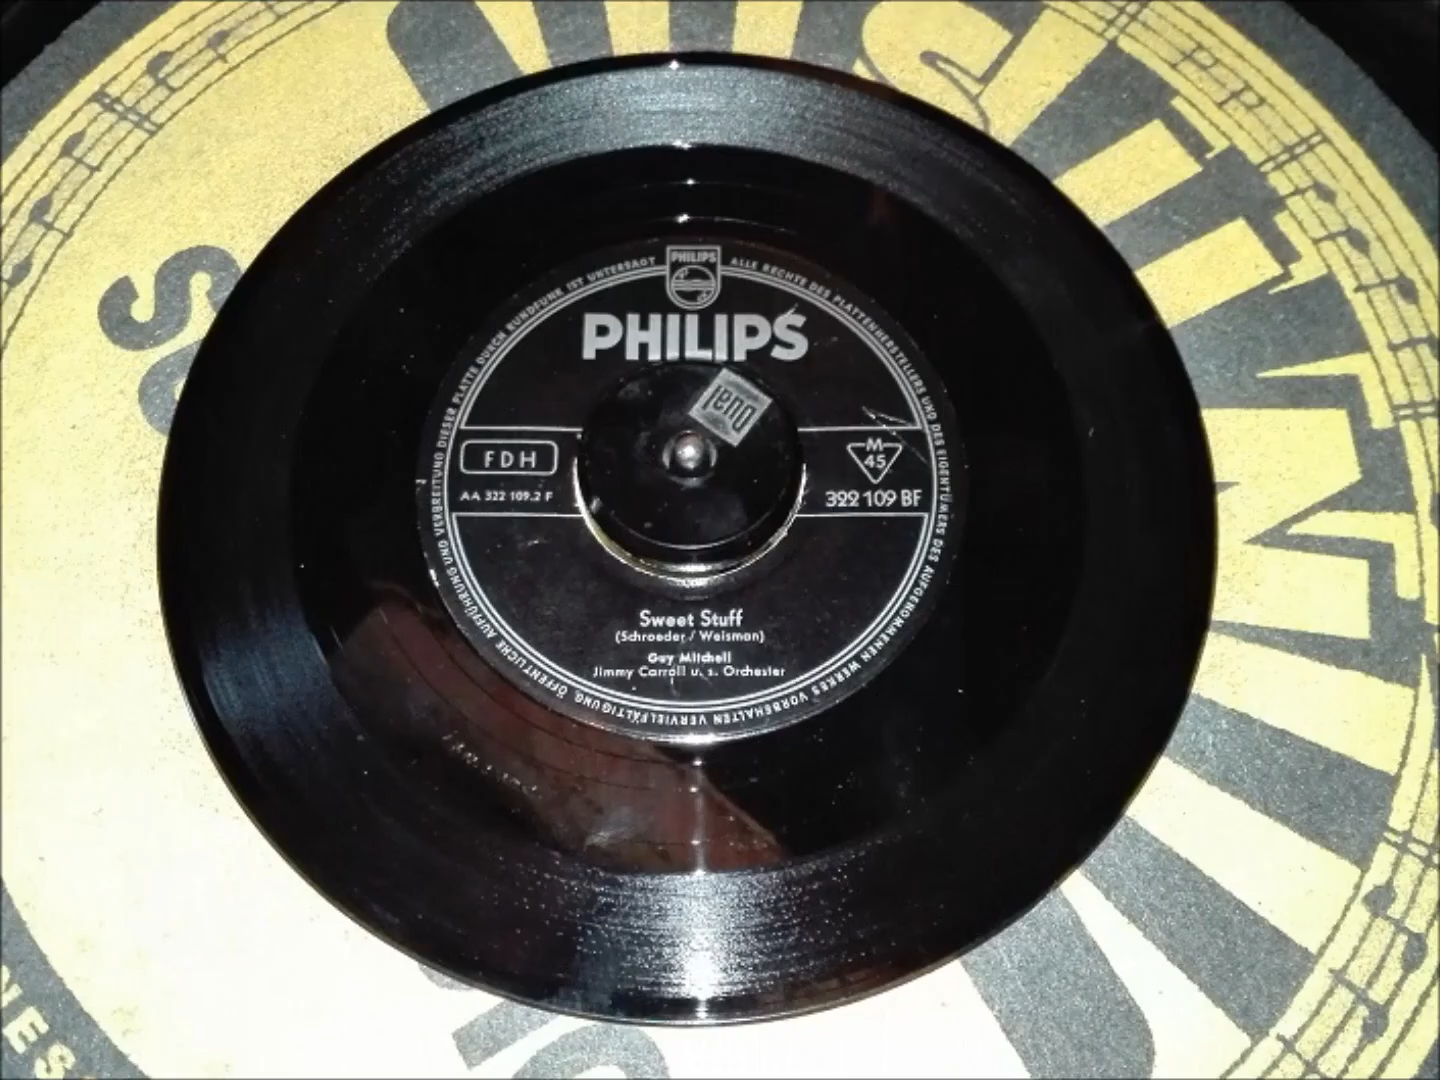 PHILIPS
ALLE RECHTE DES PLATTENHERSTELLERS UND DES EIGENTÜMERS DES AUFGENOMMENEN WERKES VORBEHALTEN VERVIELFÄLTIGUNG, ÖFFENTLICHE AUFFÜHRUNG UND VERBREITUNG DIESER PLATTE DURCH RUNDFUNK IST UNTERSAGT
PHILIPS
Dual
FDH
M
45
AA 322 109.2 F
322 109 BF
Sweet Stuff
(Schroeder / Weisman)
Guy Mitchell
Jimmy Carroll u. s. Orchester